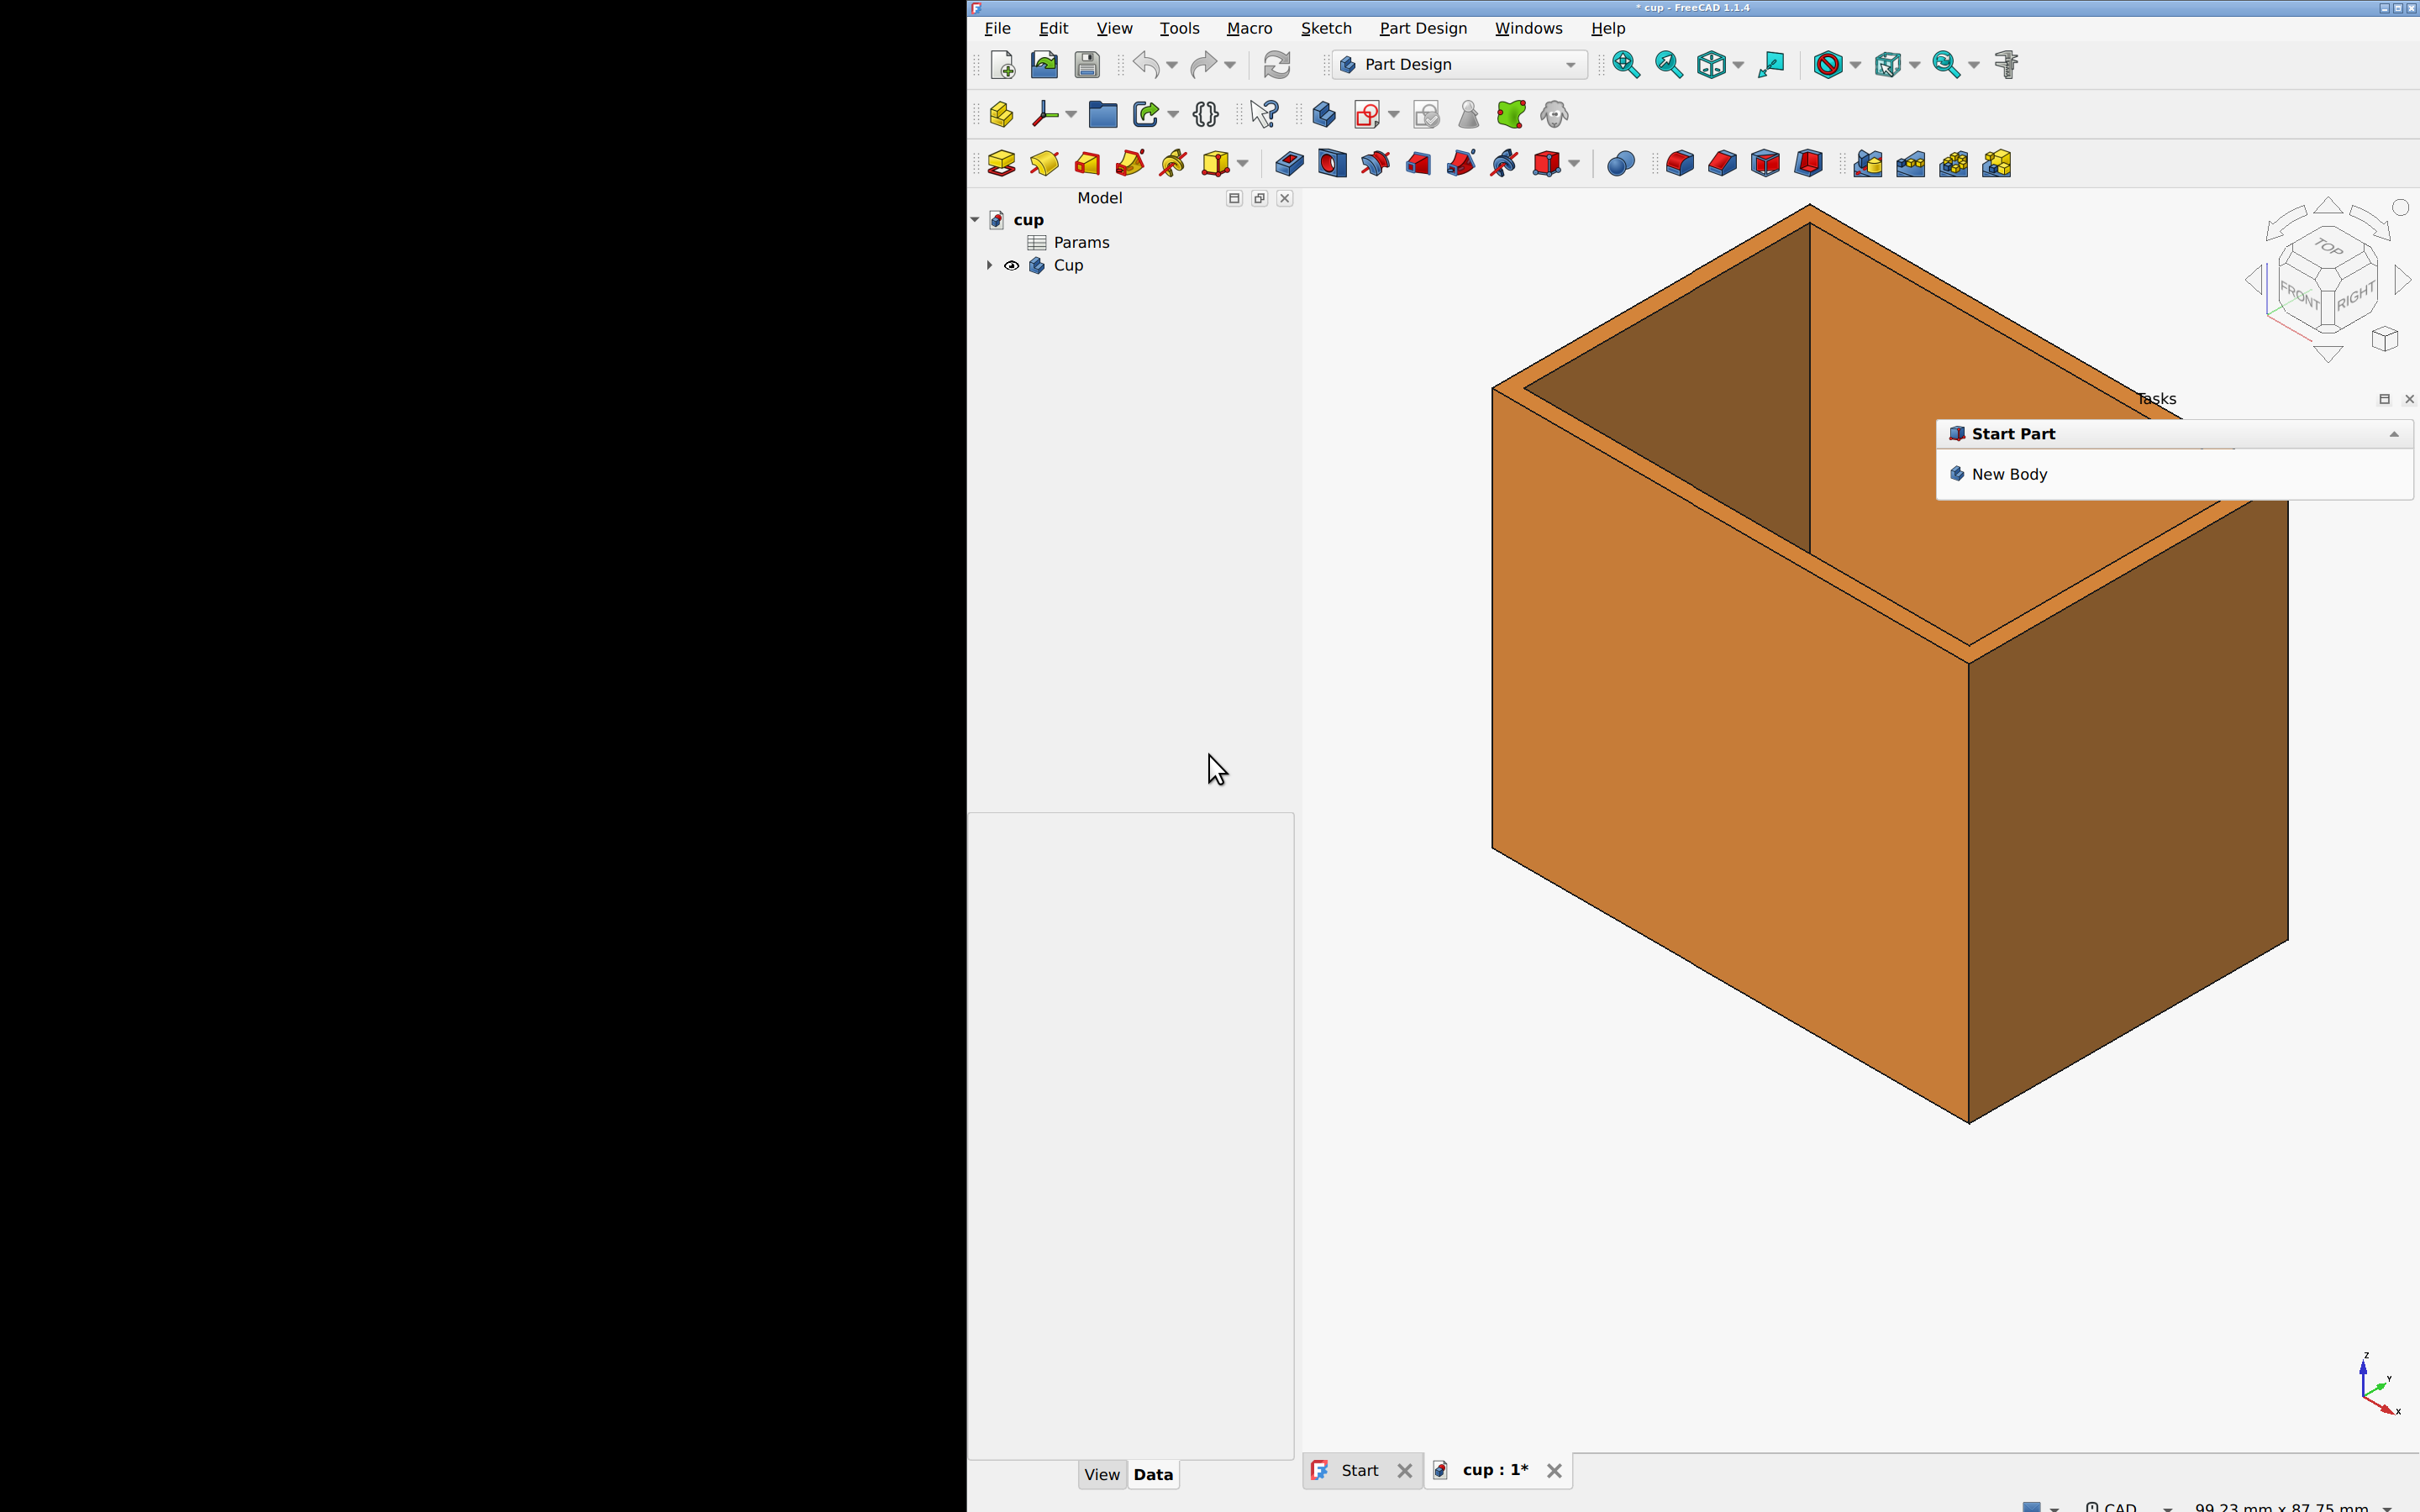 * cup - FreeCAD 1.1.4
File Edit View Tools Macro Sketch Part Design Windows Help
Part Design
Model
cup
Params
Cup
TOP
FRONT
RIGHT
Tasks
Start Part
New Body
Z
Y
X
View Data
Start
cup : 1*
CAD
99.23 mm x 87.75 mm